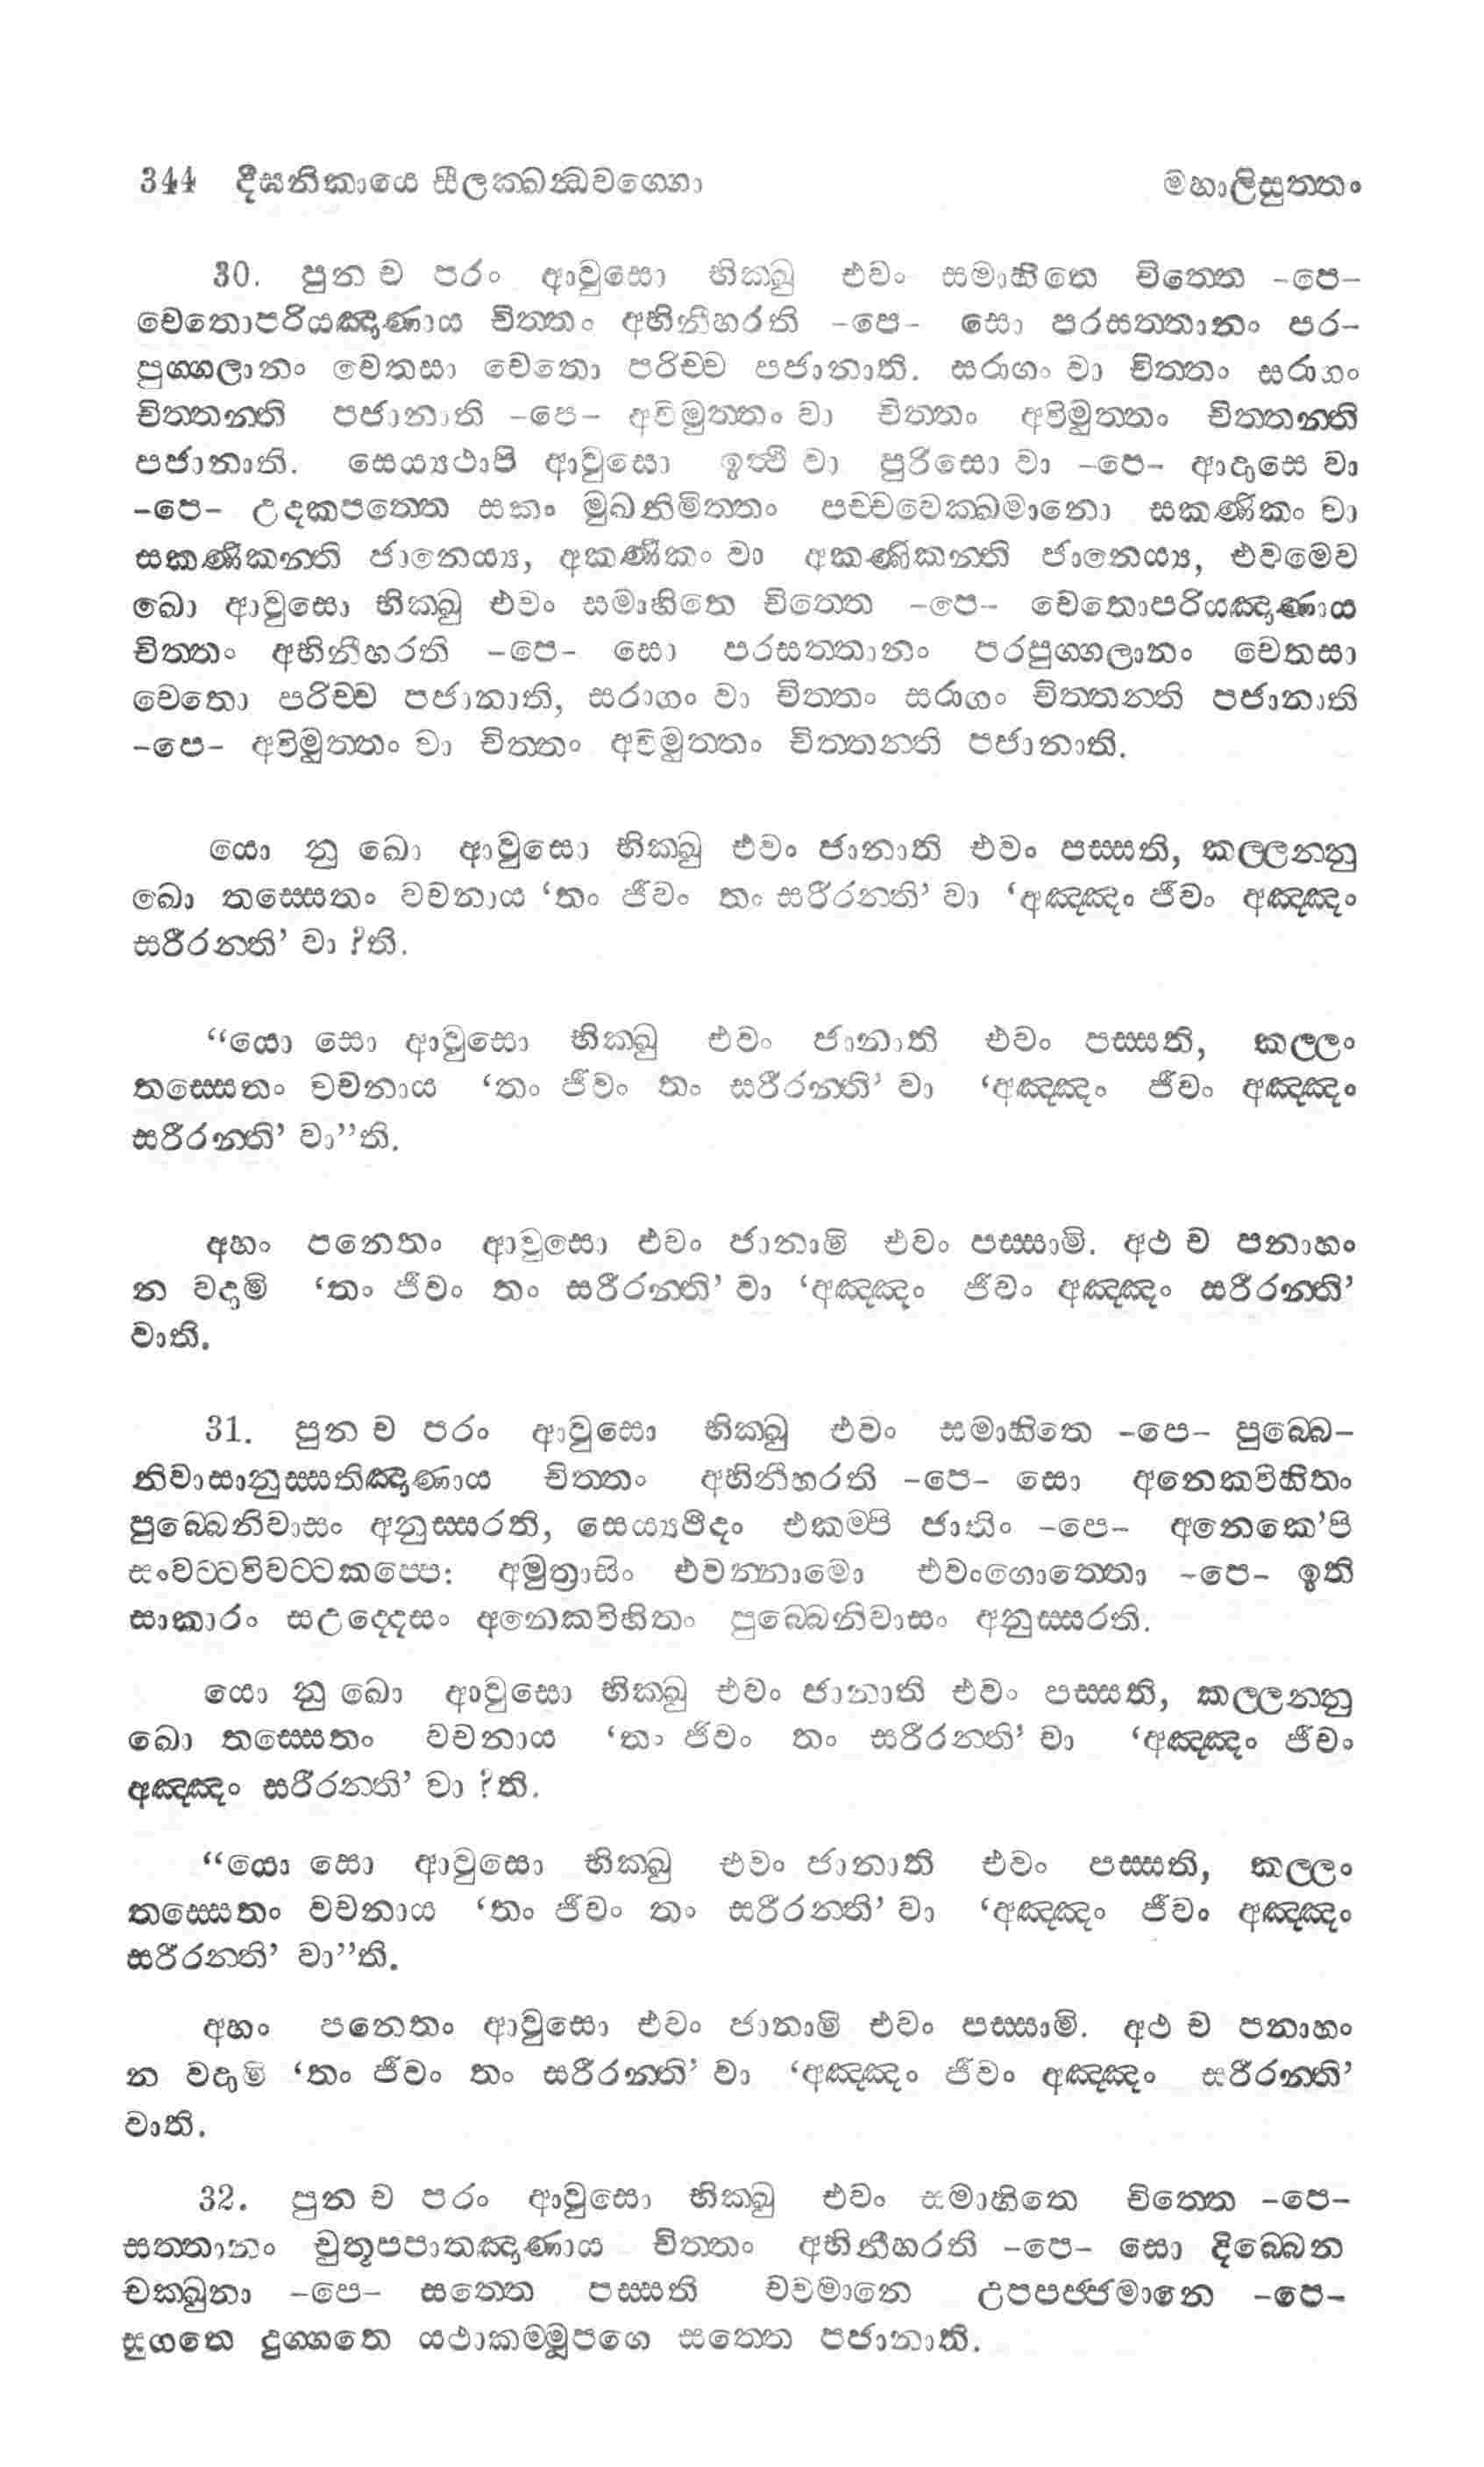 344 දීඝනිකායෙ සීලක්ඛන්ධවග්ගො මහාලිසුත්තං
30. පුන ච පරං ආවුසො භික්ඛු එවං සමාහිතෙ චිත්තෙ -පෙ-
චෙතොපරියඤාණාය චිත්තං අභිනීහරති -පෙ- සො පරසත්තානං පර-
පුග්ගලානං චෙතසා චෙතො පරිච්ච පජානාති. සරාගං වා චිත්තං සරාගං
චිත්තන්ති පජානාති -පෙ- අවිමුත්තං වා චිත්තං අවිමුත්තං චිත්තන්ති
පජානාති. සෙය්‍යථාපි ආවුසො ඉත්ථි වා පුරිසො වා -පෙ- ආදාසෙ වා
-පෙ- උදකපත්තෙ සකං මුඛනිමිත්තං පච්චවෙක්ඛමානො සකණිකං වා
සකණිකන්ති ජානෙය්‍ය, අකණිකං වා අකණිකන්ති ජානෙය්‍ය, එවමෙව
ඛො ආවුසො භික්ඛු එවං සමාහිතෙ චිත්තෙ -පෙ- චෙතොපරියඤාණාය
චිත්තං අභිනීහරති -පෙ- සො පරසත්තානං පරපුග්ගලානං චෙතසා
චෙතො පරිච්ච පජානාති, සරාගං වා චිත්තං සරාගං චිත්තන්ති පජානාති
-පෙ- අවිමුත්තං වා චිත්තං අවිමුත්තං චිත්තන්ති පජානාති.
යො නු ඛො ආවුසො භික්ඛු එවං ජානාති එවං පස්සති, කල්ලන්නු
ඛො තස්සෙතං වචනාය ‘තං ජීවං තං සරීරන්ති’ වා ‘අඤ්ඤං ජීවං අඤ්ඤං
සරීරන්ති’ වා ?ති.
“යො සො ආවුසො භික්ඛු එවං ජානාති එවං පස්සති, කල්ලං
තස්සෙතං වචනාය ‘තං ජීවං තං සරීරන්ති’ වා ‘අඤ්ඤං ජීවං අඤ්ඤං
සරීරන්ති’ වා”ති.
අහං පනෙතං ආවුසො එවං ජානාමි එවං පස්සාමි. අථ ච පනාහං
න වදාමි ‘තං ජීවං තං සරීරන්ති’ වා ‘අඤ්ඤං ජීවං අඤ්ඤං සරීරන්ති’
වාති.
31. පුන ච පරං ආවුසො භික්ඛු එවං සමාහිතෙ -පෙ- පුබ්බෙ-
නිවාසානුස්සතිඤාණාය චිත්තං අභිනීහරති -පෙ- සො අනෙකවිහිතං
පුබ්බෙනිවාසං අනුස්සරති, සෙය්‍යපීදං එකම්පි ජාතිං -පෙ- අනෙකෙ’පි
සංවට්ටවිවට්ටකප්පෙ: අමුත්‍රාසිං එවන්නාමො එවංගොත්තො -පෙ- ඉති
සාකාරං සඋද්දෙසං අනෙකවිහිතං පුබ්බෙනිවාසං අනුස්සරති.
යො නු ඛො ආවුසො භික්ඛු එවං ජානාති එවං පස්සති, කල්ලන්නු
ඛො තස්සෙතං වචනාය ‘තං ජීවං තං සරීරන්ති’ වා ‘අඤ්ඤං ජීවං
අඤ්ඤං සරීරන්ති’ වා ?ති.
“යො සො ආවුසො භික්ඛු එවං ජානාති එවං පස්සති, කල්ලං
තස්සෙතං වචනාය ‘තං ජීවං තං සරීරන්ති’ වා ‘අඤ්ඤං ජීවං අඤ්ඤං
සරීරන්ති’ වා”ති.
අහං පනෙතං ආවුසො එවං ජානාමි එවං පස්සාමි. අථ ච පනාහං
න වදාමි ‘තං ජීවං තං සරීරන්ති’ වා ‘අඤ්ඤං ජීවං අඤ්ඤං සරීරන්ති’
වාති.
32. පුන ච පරං ආවුසො භික්ඛු එවං සමාහිතෙ චිත්තෙ -පෙ-
සත්තානං චුතූපපාතඤාණාය චිත්තං අභිනීහරති -පෙ- සො දිබ්බෙන
චක්ඛුනා -පෙ- සත්තෙ පස්සති චවමානෙ උපපජ්ජමානෙ -පෙ-
සුගතෙ දුග්ගතෙ යථාකම්මූපගෙ සත්තෙ පජානාති.